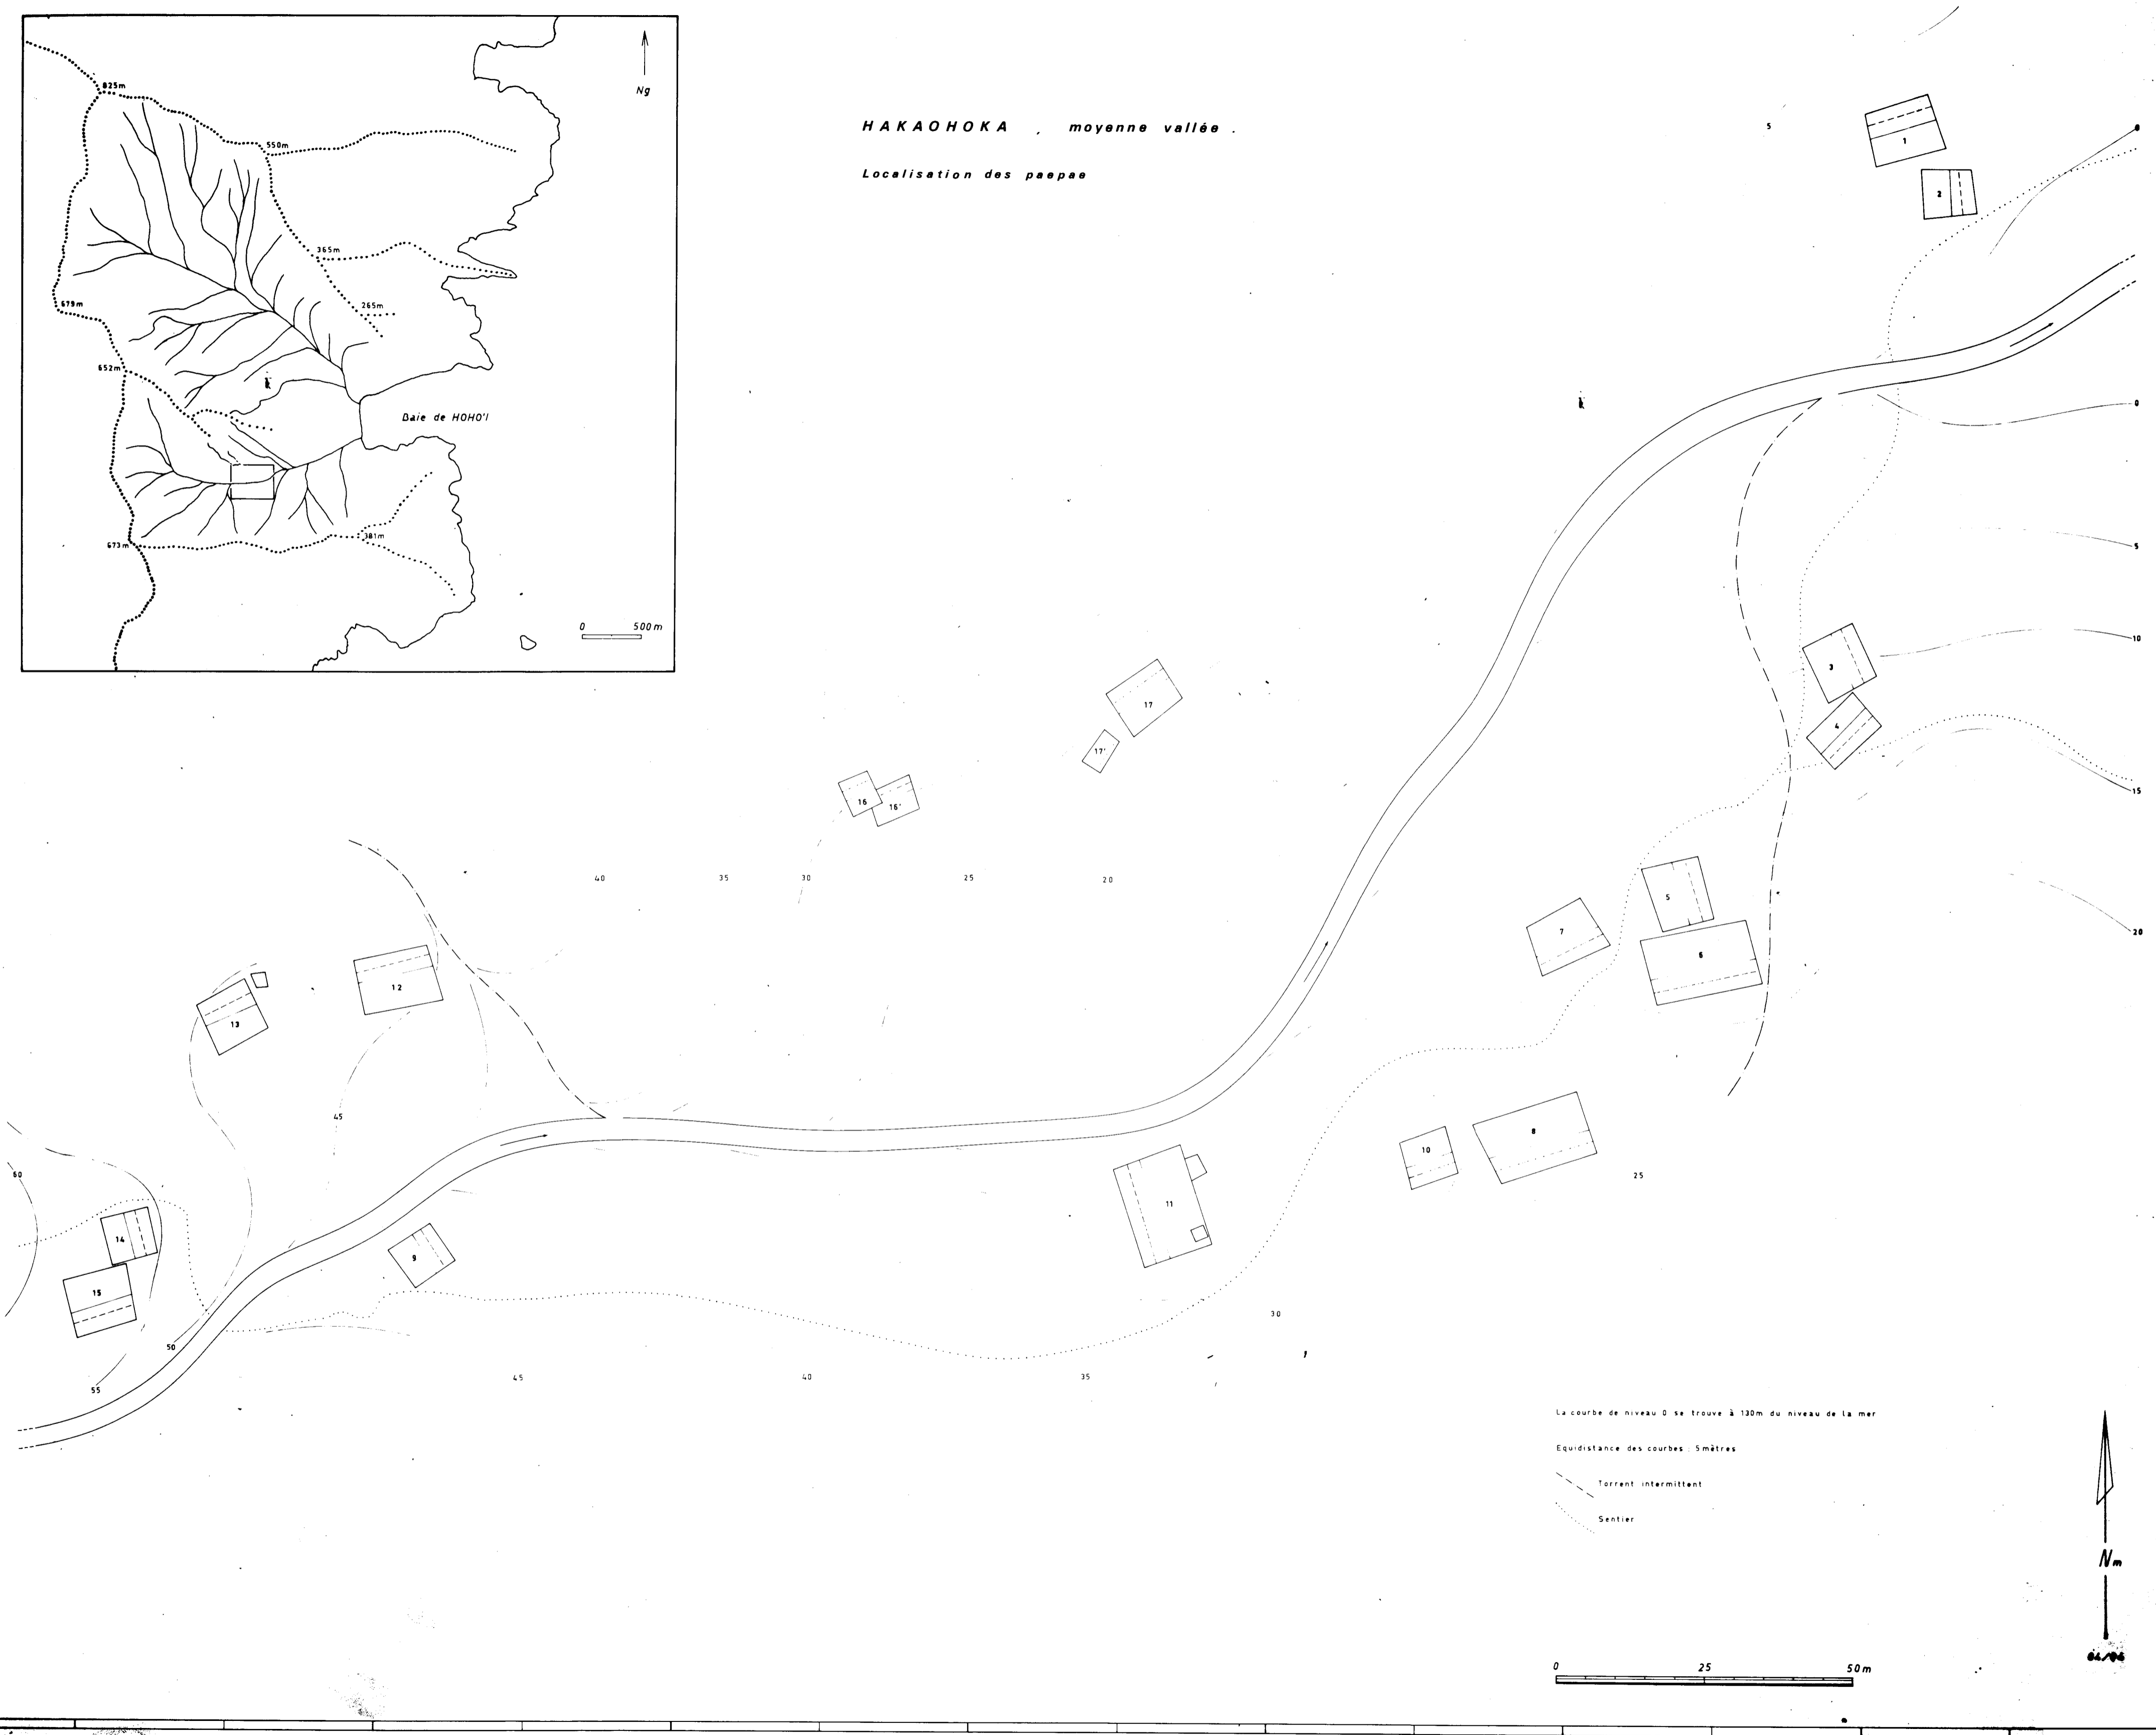 825m
Ng
550m
365m
679m
265m
652m
Baie de HOHO'I
673m
381m
0 500m
HAKAOHOKA , moyenne vallée .
Localisation des paepae
5
1
0
2
0
5
10
3
4
15
17
17'
16
16'
40 35 30 25 20
5
7
6
20
12
13
45
10
8
25
60
11
14
9
15
50
30
55
45 40 35
La courbe de niveau 0 se trouve à 130m du niveau de la mer
Equidistance des courbes : 5mètres
Torrent intermittent
Sentier
Nm
0 25 50m